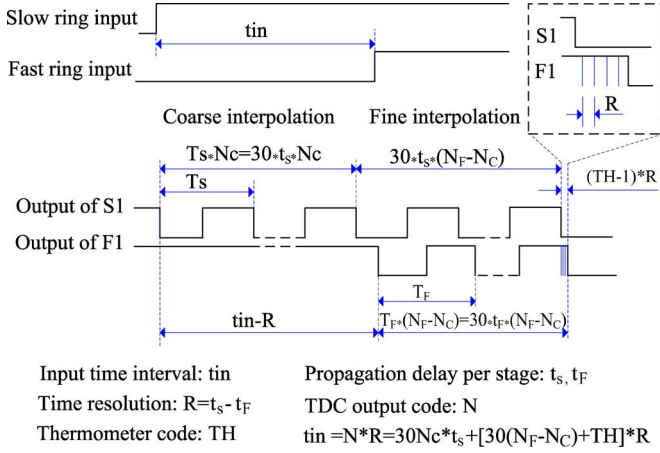 Slow ring input
tin
Fast ring input
S1
F1
R
Coarse interpolation
Fine interpolation
Ts*Nc=30*ts*Nc
30*ts*(NF-NC)
Ts
(TH-1)*R
Output of S1
Output of F1
TF
tin-R
TF*(NF-NC)=30*tF*(NF-NC)
Input time interval: tin
Propagation delay per stage: ts, tF
Time resolution: R=ts- tF
TDC output code: N
Thermometer code: TH
tin =N*R=30Nc*ts+[30(NF-NC)+TH]*R